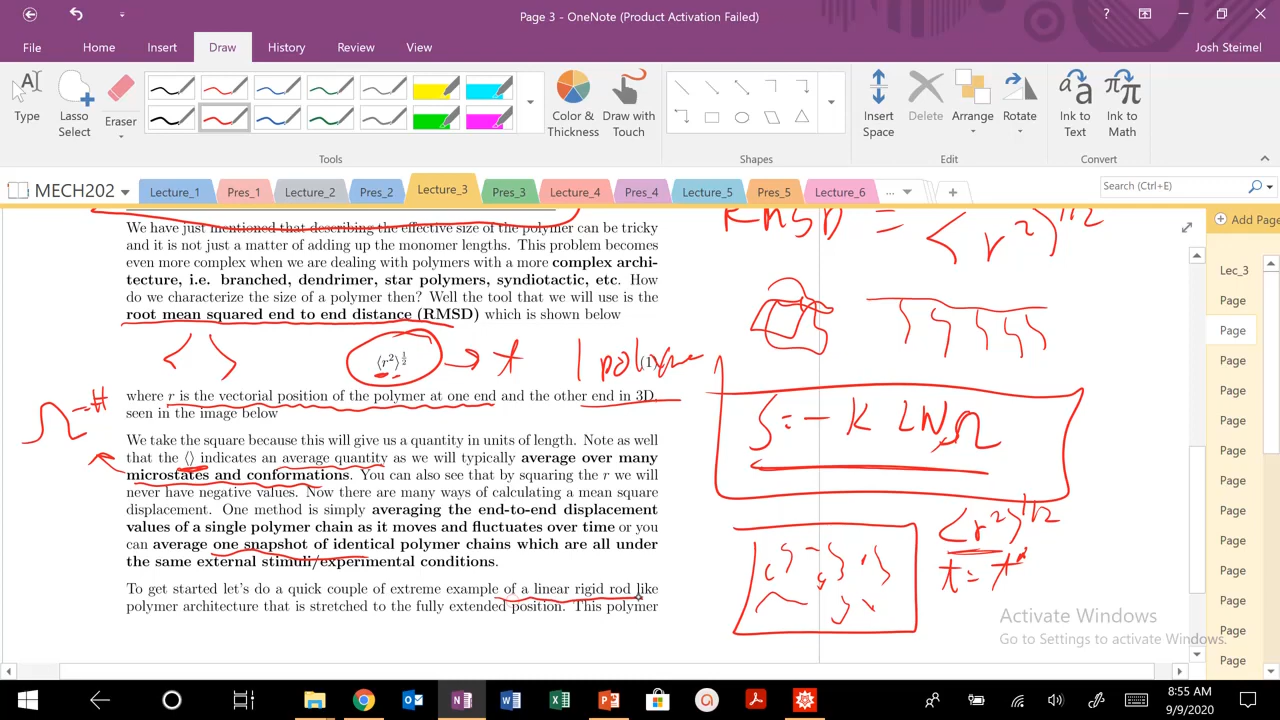 Page 3 - OneNote (Product Activation Failed)
?
File Home Insert Draw History Review View Josh Steimel
Type Lasso Select Eraser Color & Thickness Draw with Touch Insert Space Delete Arrange Rotate Ink to Text Ink to Math
Tools Shapes Edit Convert
MECH202 Lecture_1 Pres_1 Lecture_2 Pres_2 Lecture_3 Pres_3 Lecture_4 Pres_4 Lecture_5 Pres_5 Lecture_6 ... Search (Ctrl+E)
Add Page
Lec_3
Page
Page
Page
Page
Page
Page
Page
Page
Page
Page
Page
Page
Page
RMSD = <r²>^1/2
We have just mentioned that describing the effective size of the polymer can be tricky
and it is not just a matter of adding up the monomer lengths. This problem becomes
even more complex when we are dealing with polymers with a more complex archi-
tecture, i.e. branched, dendrimer, star polymers, syndiotactic, etc. How
do we characterize the size of a polymer then? Well the tool that we will use is the
root mean squared end to end distance (RMSD) which is shown below
< >
⟨r²⟩^½ → t 1 polymer (1)
where r is the vectorial position of the polymer at one end and the other end in 3D.
seen in the image below
Ω - #
S = - K LN Ω
We take the square because this will give us a quantity in units of length. Note as well
that the ⟨⟩ indicates an average quantity as we will typically average over many
microstates and conformations. You can also see that by squaring the r we will
never have negative values. Now there are many ways of calculating a mean square
displacement. One method is simply averaging the end-to-end displacement
values of a single polymer chain as it moves and fluctuates over time or you
can average one snapshot of identical polymer chains which are all under
the same external stimuli/experimental conditions.
<r²>^1/2
t = t*
To get started let's do a quick couple of extreme example of a linear rigid rod like
polymer architecture that is stretched to the fully extended position. This polymer
Activate Windows
Go to Settings to activate Windows.
8:55 AM
9/9/2020